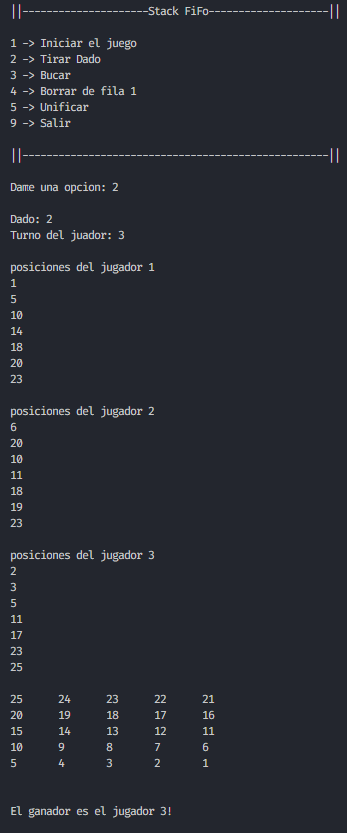 ||---------------------Stack FiFo--------------------||
1 -> Iniciar el juego
2 -> Tirar Dado
3 -> Bucar
4 -> Borrar de fila 1
5 -> Unificar
9 -> Salir
||---------------------------------------------------||
Dame una opcion: 2
Dado: 2
Turno del juador: 3
posiciones del jugador 1
1
5
10
14
18
20
23
posiciones del jugador 2
6
20
10
11
18
19
23
posiciones del jugador 3
2
3
5
11
17
23
25
25 24 23 22 21
20 19 18 17 16
15 14 13 12 11
10 9 8 7 6
5 4 3 2 1
El ganador es el jugador 3!